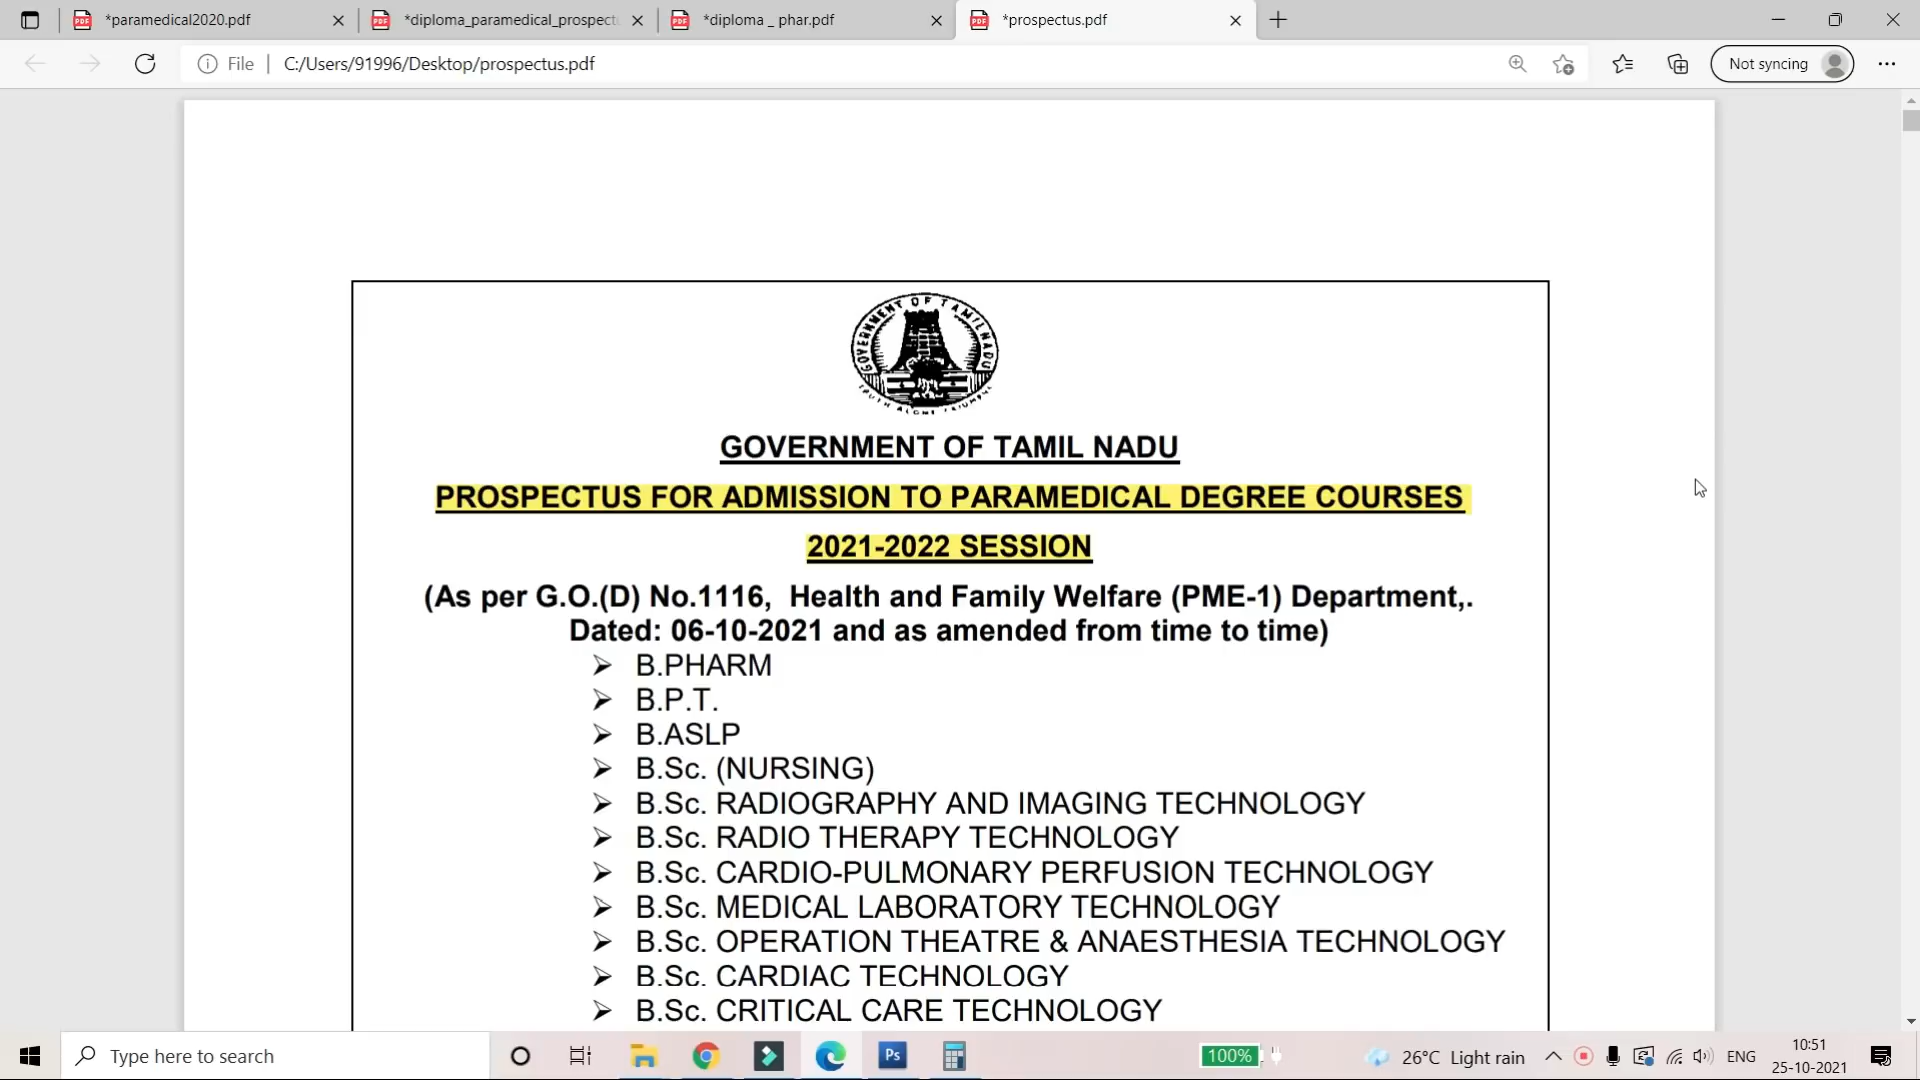 *paramedical2020.pdf
*diploma_paramedical_prospect
*diploma _ phar.pdf
*prospectus.pdf
File
C:/Users/91996/Desktop/prospectus.pdf
Not syncing
GOVERNMENT OF TAMILNADU
GOVERNMENT OF TAMIL NADU
PROSPECTUS FOR ADMISSION TO PARAMEDICAL DEGREE COURSES
2021-2022 SESSION
(As per G.O.(D) No.1116, Health and Family Welfare (PME-1) Department,.
Dated: 06-10-2021 and as amended from time to time)
➢ B.PHARM
➢ B.P.T.
➢ B.ASLP
➢ B.Sc. (NURSING)
➢ B.Sc. RADIOGRAPHY AND IMAGING TECHNOLOGY
➢ B.Sc. RADIO THERAPY TECHNOLOGY
➢ B.Sc. CARDIO-PULMONARY PERFUSION TECHNOLOGY
➢ B.Sc. MEDICAL LABORATORY TECHNOLOGY
➢ B.Sc. OPERATION THEATRE & ANAESTHESIA TECHNOLOGY
➢ B.Sc. CARDIAC TECHNOLOGY
➢ B.Sc. CRITICAL CARE TECHNOLOGY
Type here to search
Ps
100%
26°C Light rain
ENG
10:51
25-10-2021